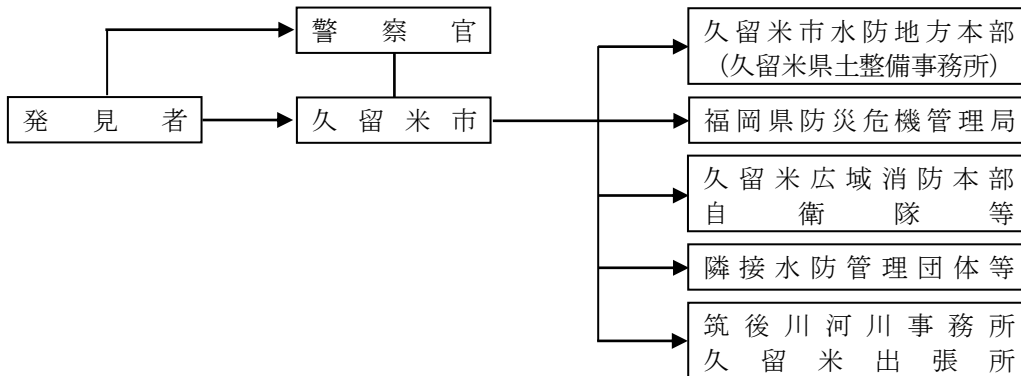 警察官
発見者
久留米市
久留米市水防地方本部
（久留米県土整備事務所）
福岡県防災危機管理局
久留米広域消防本部
自衛隊等
隣接水防管理団体等
筑後川河川事務所
久留米出張所